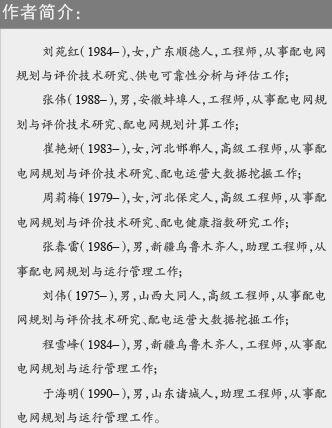 作者简介:
刘苑红(1984–),女,广东顺德人,工程师,从事配电网
规划与评价技术研究、供电可靠性分析与评估工作;
张伟(1988–),男,安徽蚌埠人,工程师,从事配电网规
划与评价技术研究、配电网规划计算工作;
崔艳妍(1983–),女,河北邯郸人,高级工程师,从事配
电网规划与评价技术研究、配电运营大数据挖掘工作;
周莉梅(1979–),女,河北保定人,高级工程师,从事配
电网规划与评价技术研究、配电健康指数研究工作;
张春雷(1986–),男,新疆乌鲁木齐人,助理工程师,从
事配电网规划与运行管理工作;
刘伟(1975–),男,山西大同人,高级工程师,从事配电
网规划与评价技术研究、配电运营大数据挖掘工作;
程雪峰(1984–),男,新疆乌鲁木齐人,工程师,从事配
电网规划与运行管理工作;
于海明(1990–),男,山东诸城人,助理工程师,从事配
电网规划与运行管理工作。